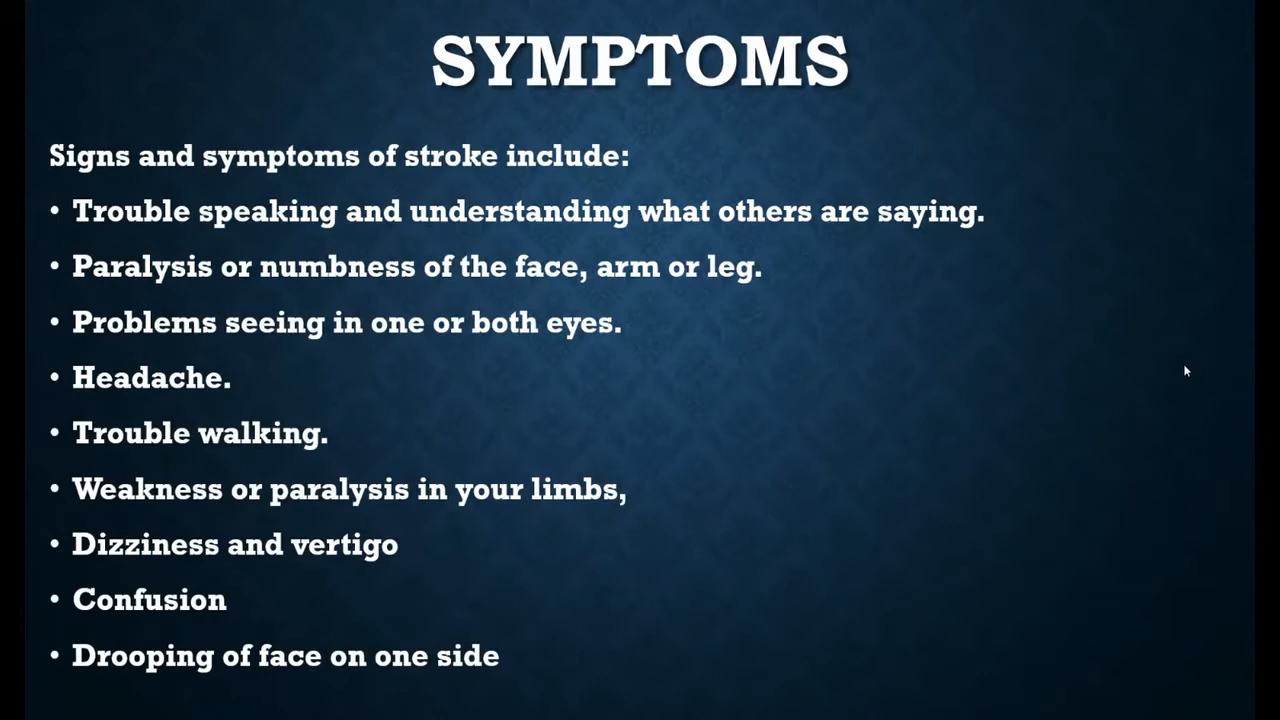 SYMPTOMS
Signs and symptoms of stroke include:
• Trouble speaking and understanding what others are saying.
• Paralysis or numbness of the face, arm or leg.
• Problems seeing in one or both eyes.
• Headache.
• Trouble walking.
• Weakness or paralysis in your limbs,
• Dizziness and vertigo
• Confusion
• Drooping of face on one side